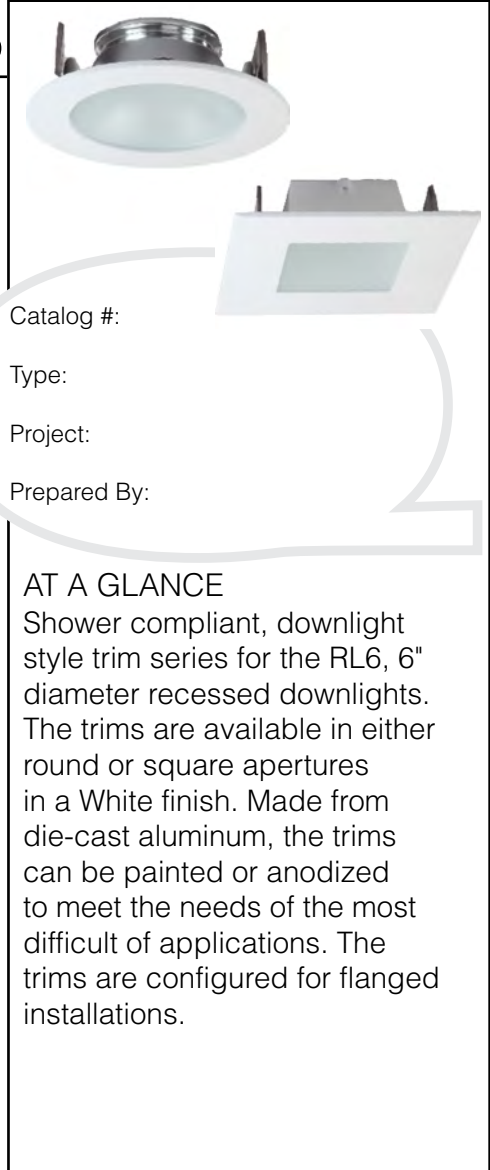 Catalog #:
Type:
Project:
Prepared By:
AT A GLANCE
Shower compliant, downlight
style trim series for the RL6, 6"
diameter recessed downlights.
The trims are available in either
round or square apertures
in a White finish. Made from
die-cast aluminum, the trims
can be painted or anodized
to meet the needs of the most
difficult of applications. The
trims are configured for flanged
installations.